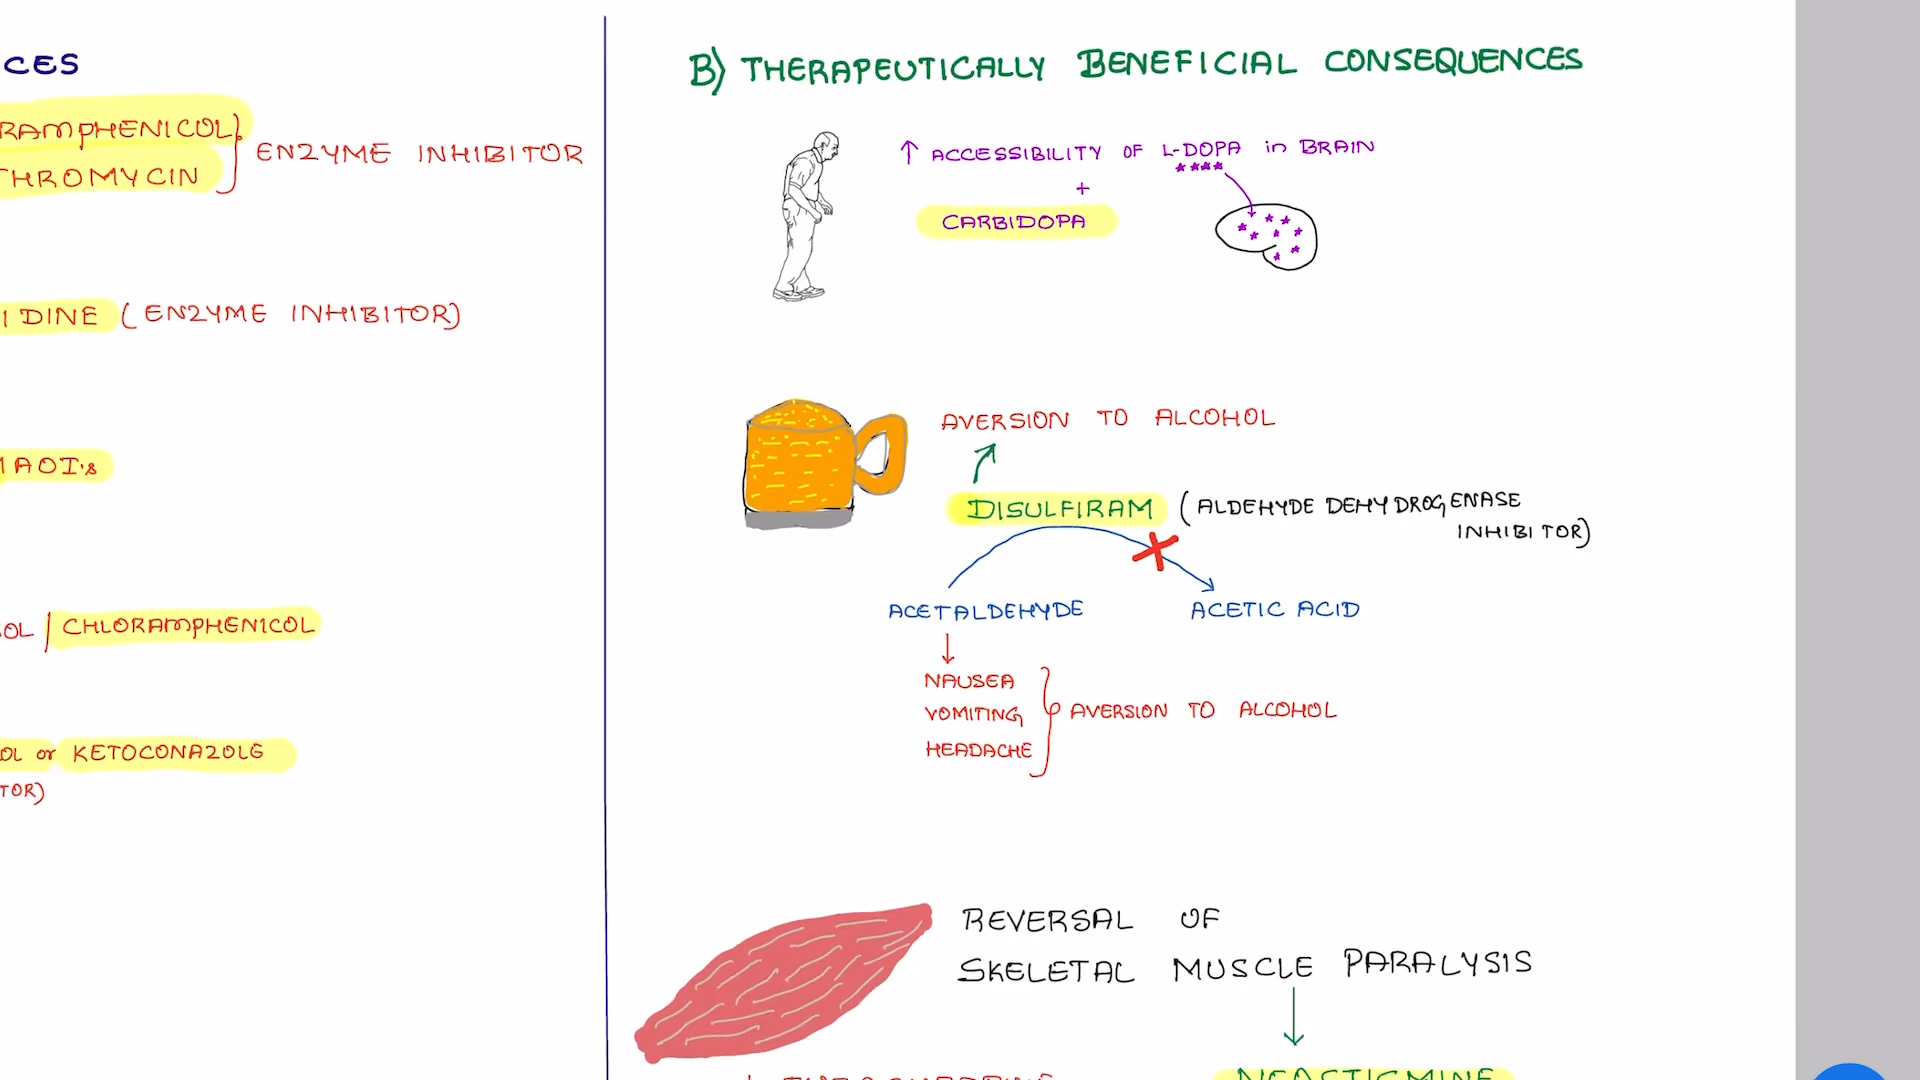 CES
RAMPHENICOL
THROMYCIN
ENZYME INHIBITOR
IDINE (ENZYME INHIBITOR)
MAOI's
OL / CHLORAMPHENICOL
OL or KETOCONAZOLE
TOR)
B) THERAPEUTICALLY BENEFICIAL CONSEQUENCES
↑ ACCESSIBILITY OF L-DOPA in BRAIN
+
CARBIDOPA
AVERSION TO ALCOHOL
DISULFIRAM (ALDEHYDE DEHYDROGENASE
INHIBITOR)
ACETALDEHYDE ACETIC ACID
NAUSEA
VOMITING
HEADACHE
AVERSION TO ALCOHOL
REVERSAL OF
SKELETAL MUSCLE PARALYSIS
NEOSTIGMINE